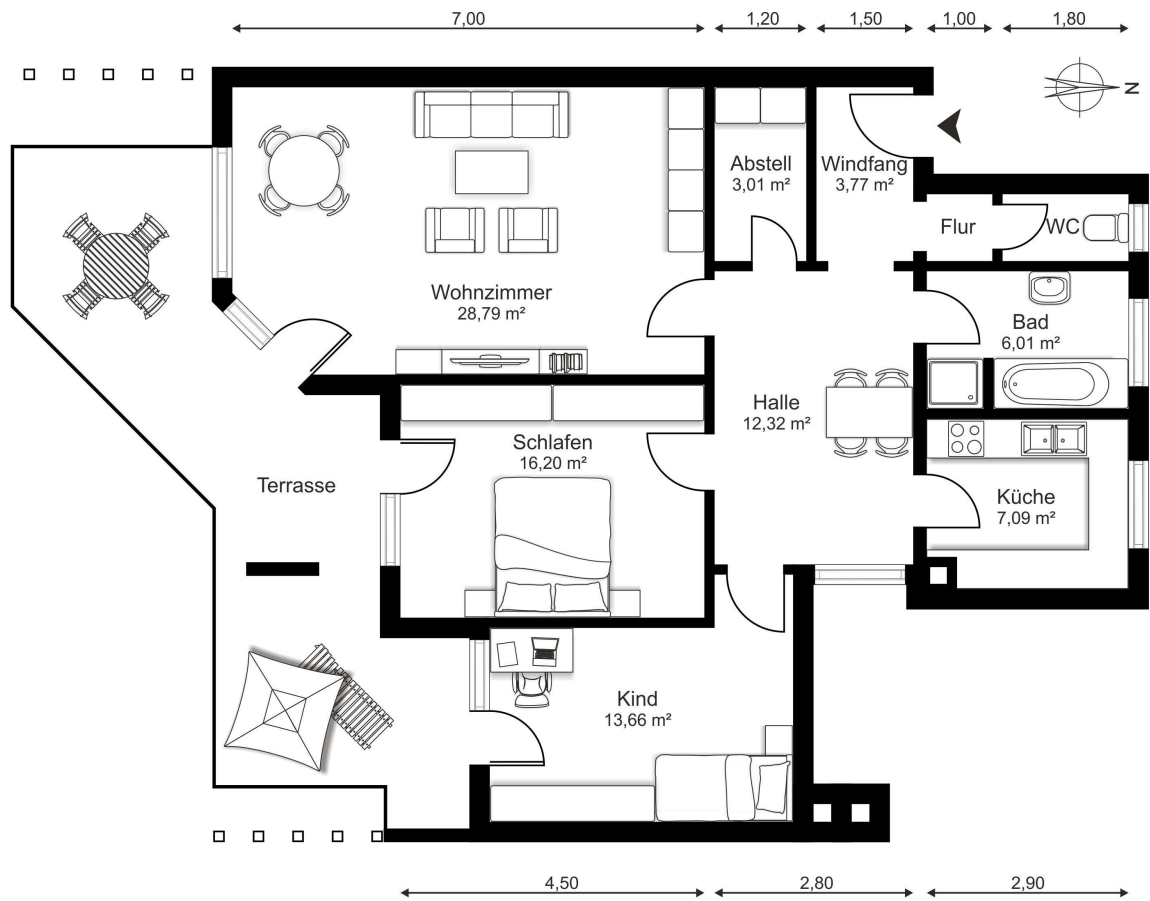 7,00
1,20
1,50
1,00
1,80
N
Abstell
3,01 m²
Windfang
3,77 m²
Flur
WC
Wohnzimmer
28,79 m²
Bad
6,01 m²
Halle
12,32 m²
Schlafen
16,20 m²
Terrasse
Küche
7,09 m²
Kind
13,66 m²
4,50
2,80
2,90